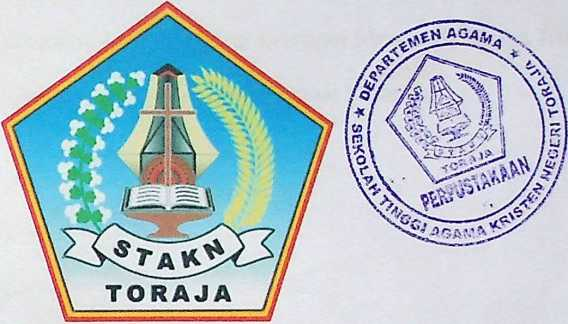 STAKN
TORAJA
★ DEPARTEMEN AGAMA ★
SEKOLAH TINGGI AGAMA KRISTEN NEGERI TORAJA
TORAJA
PERPUSTAKAAN